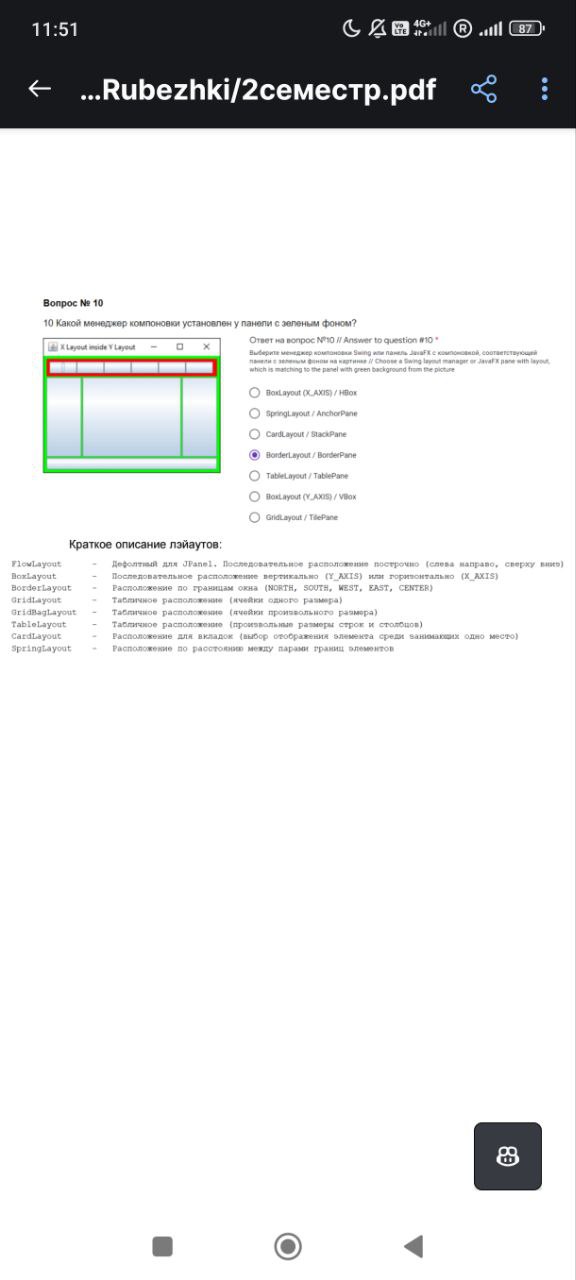 11:51
4G+
VO LTE
R
87
...Rubezhki/2семестр.pdf
Вопрос № 10
10 Какой менеджер компоновки установлен у панели с зеленым фоном?
X Layout inside Y Layout
Ответ на вопрос №10 // Answer to question #10 *
Выберите менеджер компоновки Swing или панель JavaFX с компоновкой, соответствующей
панели с зеленым фоном на картинке // Choose a Swing layout manager or JavaFX pane with layout,
which is matching to the panel with green background from the picture
BoxLayout (X_AXIS) / HBox
SpringLayout / AnchorPane
CardLayout / StackPane
BorderLayout / BorderPane
TableLayout / TablePane
BoxLayout (Y_AXIS) / VBox
GridLayout / TilePane
Краткое описание лэйаутов:
FlowLayout - Дефолтный для JPanel. Последовательное расположение построчно (слева направо, сверху вниз)
BoxLayout - Последовательное расположение вертикально (Y_AXIS) или горизонтально (X_AXIS)
BorderLayout - Расположение по границам окна (NORTH, SOUTH, WEST, EAST, CENTER)
GridLayout - Табличное расположение (ячейки одного размера)
GridBagLayout - Табличное расположение (ячейки произвольного размера)
TableLayout - Табличное расположение (произвольные размеры строк и столбцов)
CardLayout - Расположение для вкладок (выбор отображения элемента среди занимающих одно место)
SpringLayout - Расположение по расстоянию между парами границ элементов